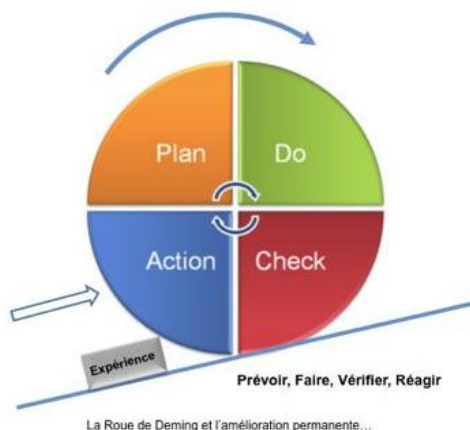 Plan
Do
Action
Check
Expérience
Prévoir, Faire, Vérifier, Réagir
La Roue de Deming et l'amélioration permanente…